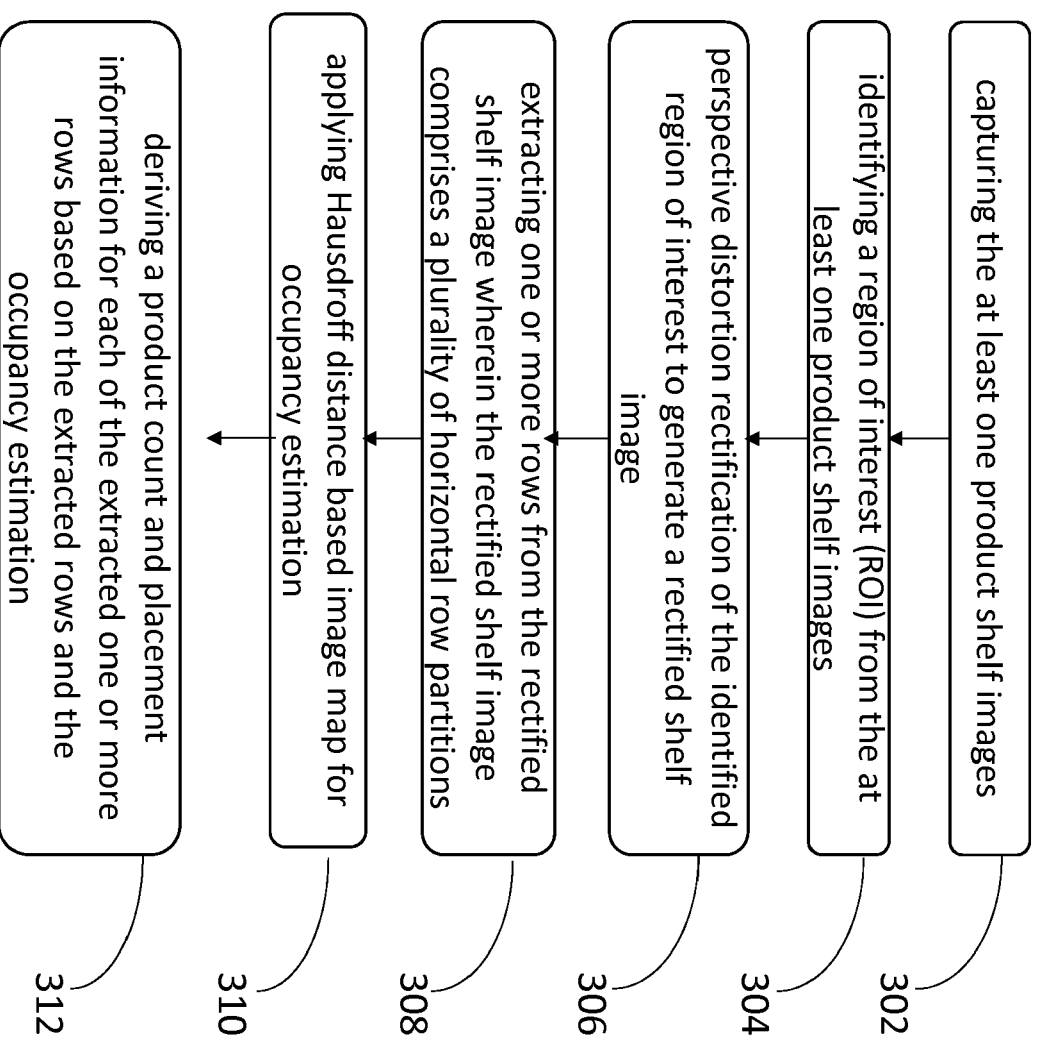 capturing the at least one product shelf images
302
identifying a region of interest (ROI) from the at
least one product shelf images
304
perspective distortion rectification of the identified
region of interest to generate a rectified shelf
image
306
extracting one or more rows from the rectified
shelf image wherein the rectified shelf image
comprises a plurality of horizontal row partitions
308
applying Hausdroff distance based image map for
occupancy estimation
310
deriving a product count and placement
information for each of the extracted one or more
rows based on the extracted rows and the
occupancy estimation
312